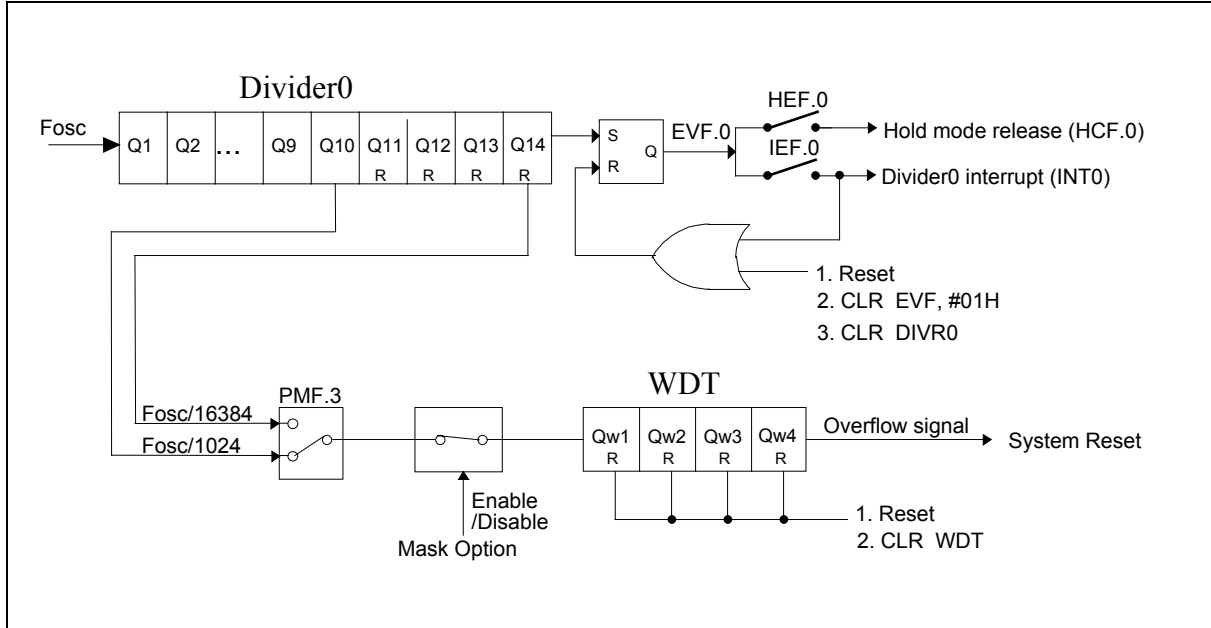 Divider0
Fosc
Q1 Q2 ... Q9 Q10 Q11 Q12 Q13 Q14
R R R R
S
R
Q
EVF.0
HEF.0
Hold mode release (HCF.0)
IEF.0
Divider0 interrupt (INT0)
1. Reset
2. CLR EVF, #01H
3. CLR DIVR0
PMF.3
Fosc/16384
Fosc/1024
Enable
/Disable
Mask Option
WDT
Qw1 Qw2 Qw3 Qw4
R R R R
Overflow signal
System Reset
1. Reset
2. CLR WDT